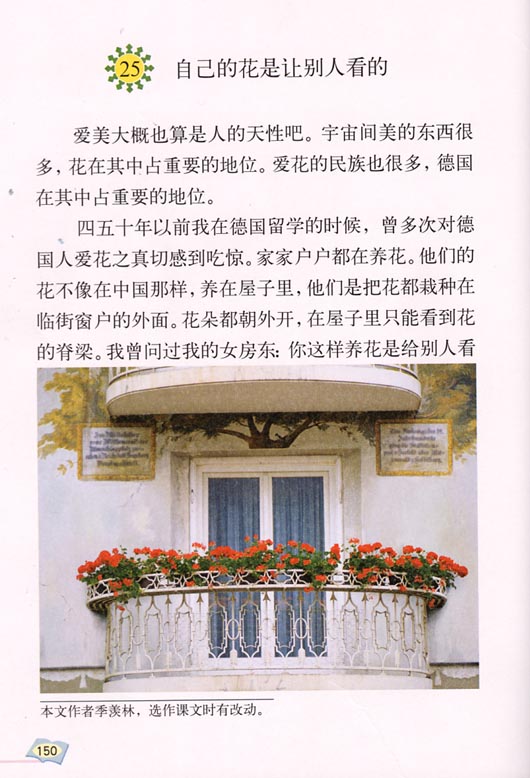 25 自己的花是让别人看的
爱美大概也算是人的天性吧。宇宙间美的东西很
多，花在其中占重要的地位。爱花的民族也很多，德国
在其中占重要的地位。
四五十年以前我在德国留学的时候，曾多次对德
国人爱花之真切感到吃惊。家家户户都在养花。他们的
花不像在中国那样，养在屋子里，他们是把花都栽种在
临街窗户的外面。花朵都朝外开，在屋子里只能看到花
的脊梁。我曾问过我的女房东：你这样养花是给别人看
本文作者季羡林，选作课文时有改动。
150